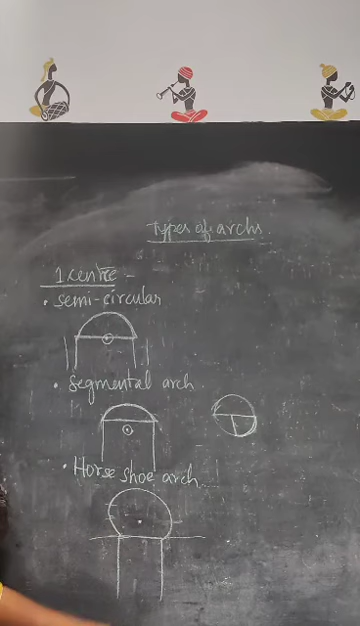 Types of archs.
1 centre -
• semi-circular
• Segmental arch
• Horse shoe arch